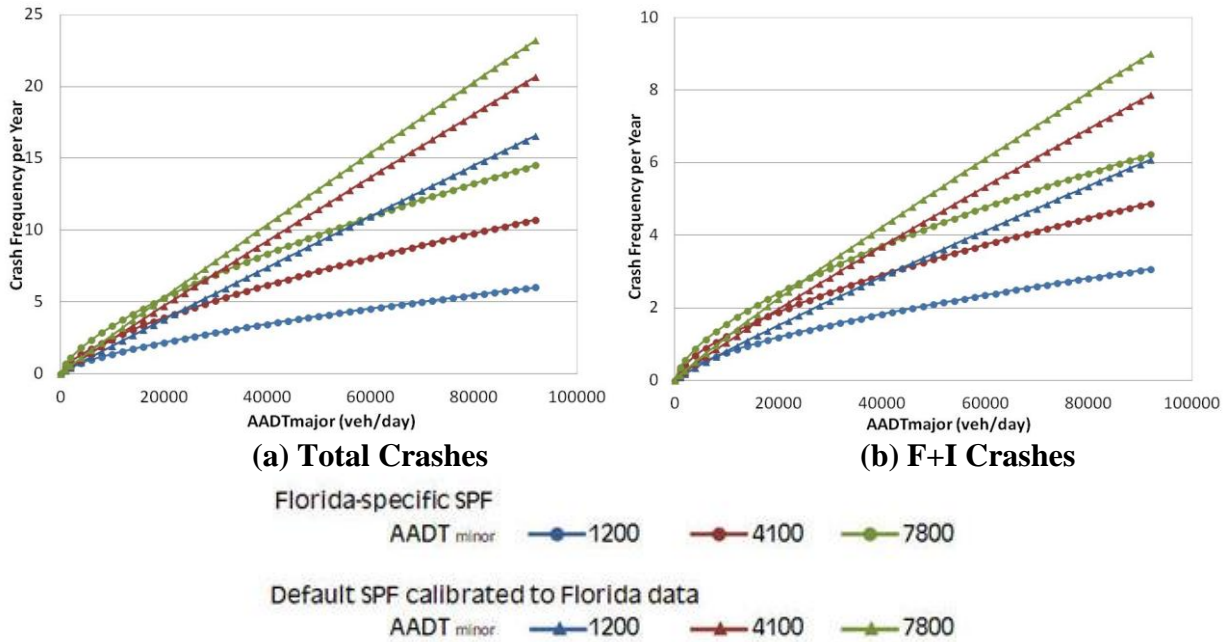 25
20
15
10
5
0
Crash Frequency per Year
0 20000 40000 60000 80000 100000
AADTmajor (veh/day)
(a) Total Crashes
10
8
6
4
2
0
Crash Frequency per Year
0 20000 40000 60000 80000 100000
AADTmajor (veh/day)
(b) F+I Crashes
Florida-specific SPF
AADT minor 1200 4100 7800
Default SPF calibrated to Florida data
AADT minor 1200 4100 7800